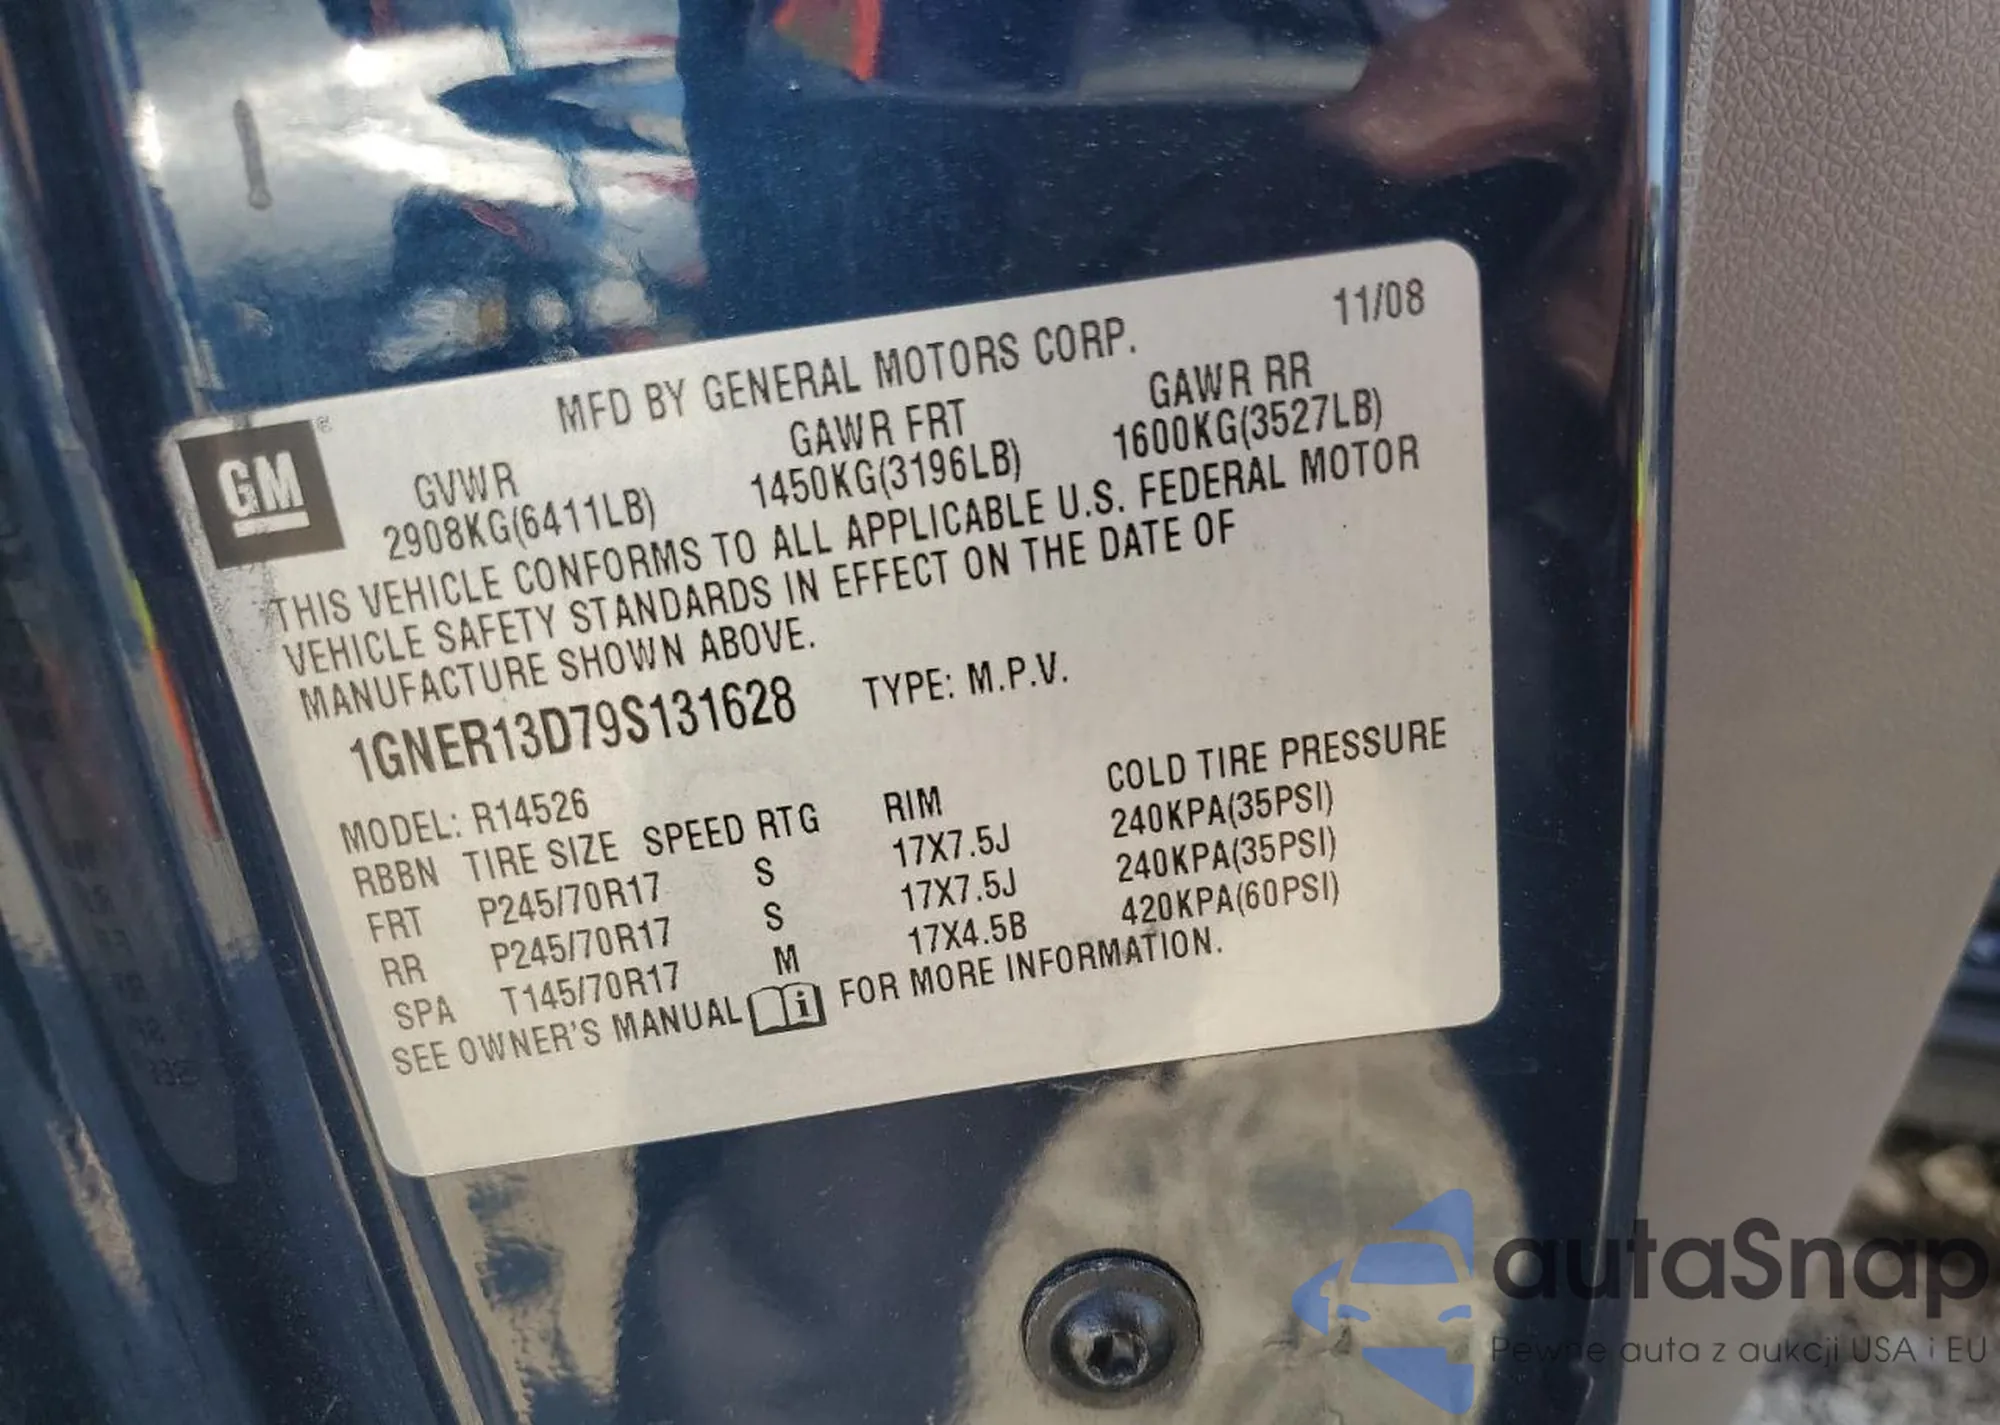 MFD BY GENERAL MOTORS CORP. 11/08
GM ®
GVWR GAWR FRT GAWR RR
2908KG(6411LB) 1450KG(3196LB) 1600KG(3527LB)
THIS VEHICLE CONFORMS TO ALL APPLICABLE U.S. FEDERAL MOTOR
VEHICLE SAFETY STANDARDS IN EFFECT ON THE DATE OF
MANUFACTURE SHOWN ABOVE.
1GNER13D79S131628 TYPE: M.P.V.
MODEL: R14526
RBBN TIRE SIZE SPEED RTG RIM COLD TIRE PRESSURE
FRT P245/70R17 S 17X7.5J 240KPA(35PSI)
RR P245/70R17 S 17X7.5J 240KPA(35PSI)
SPA T145/70R17 M 17X4.5B 420KPA(60PSI)
SEE OWNER'S MANUAL i FOR MORE INFORMATION.
autaSnap
Pewne auta z aukcji USA i EU